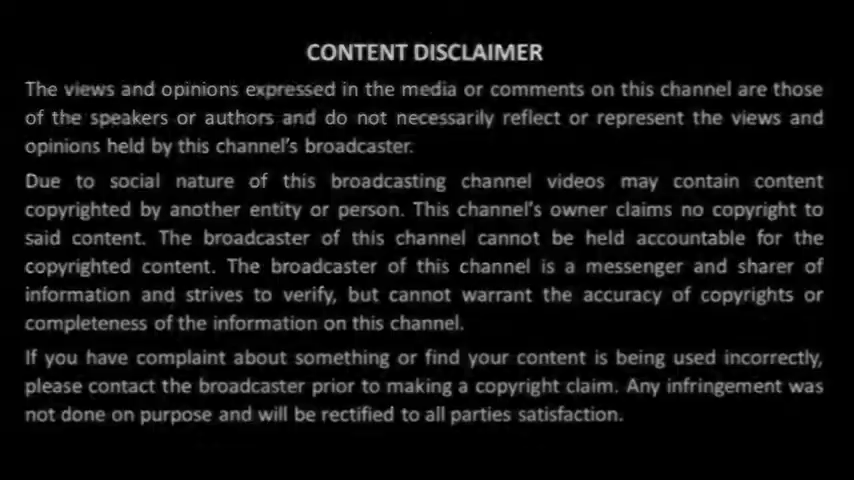 CONTENT DISCLAIMER
The views and opinions expressed in the media or comments on this channel are those
of the speakers or authors and do not necessarily reflect or represent the views and
opinions held by this channel's broadcaster.
Due to social nature of this broadcasting channel videos may contain content
copyrighted by another entity or person. This channel's owner claims no copyright to
said content. The broadcaster of this channel cannot be held accountable for the
copyrighted content. The broadcaster of this channel is a messenger and sharer of
information and strives to verify, but cannot warrant the accuracy of copyrights or
completeness of the information on this channel.
If you have complaint about something or find your content is being used incorrectly,
please contact the broadcaster prior to making a copyright claim. Any infringement was
not done on purpose and will be rectified to all parties satisfaction.